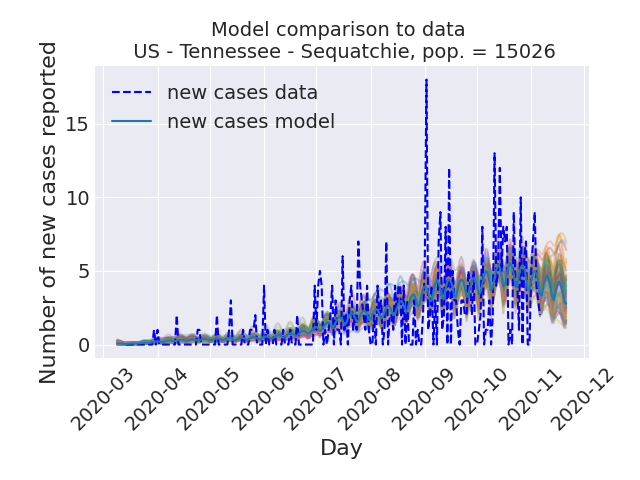 Model comparison to data
US - Tennessee - Sequatchie, pop. = 15026
new cases data
new cases model
Number of new cases reported
15
10
5
0
2020-03
2020-04
2020-05
2020-06
2020-07
2020-08
2020-09
2020-10
2020-11
2020-12
Day